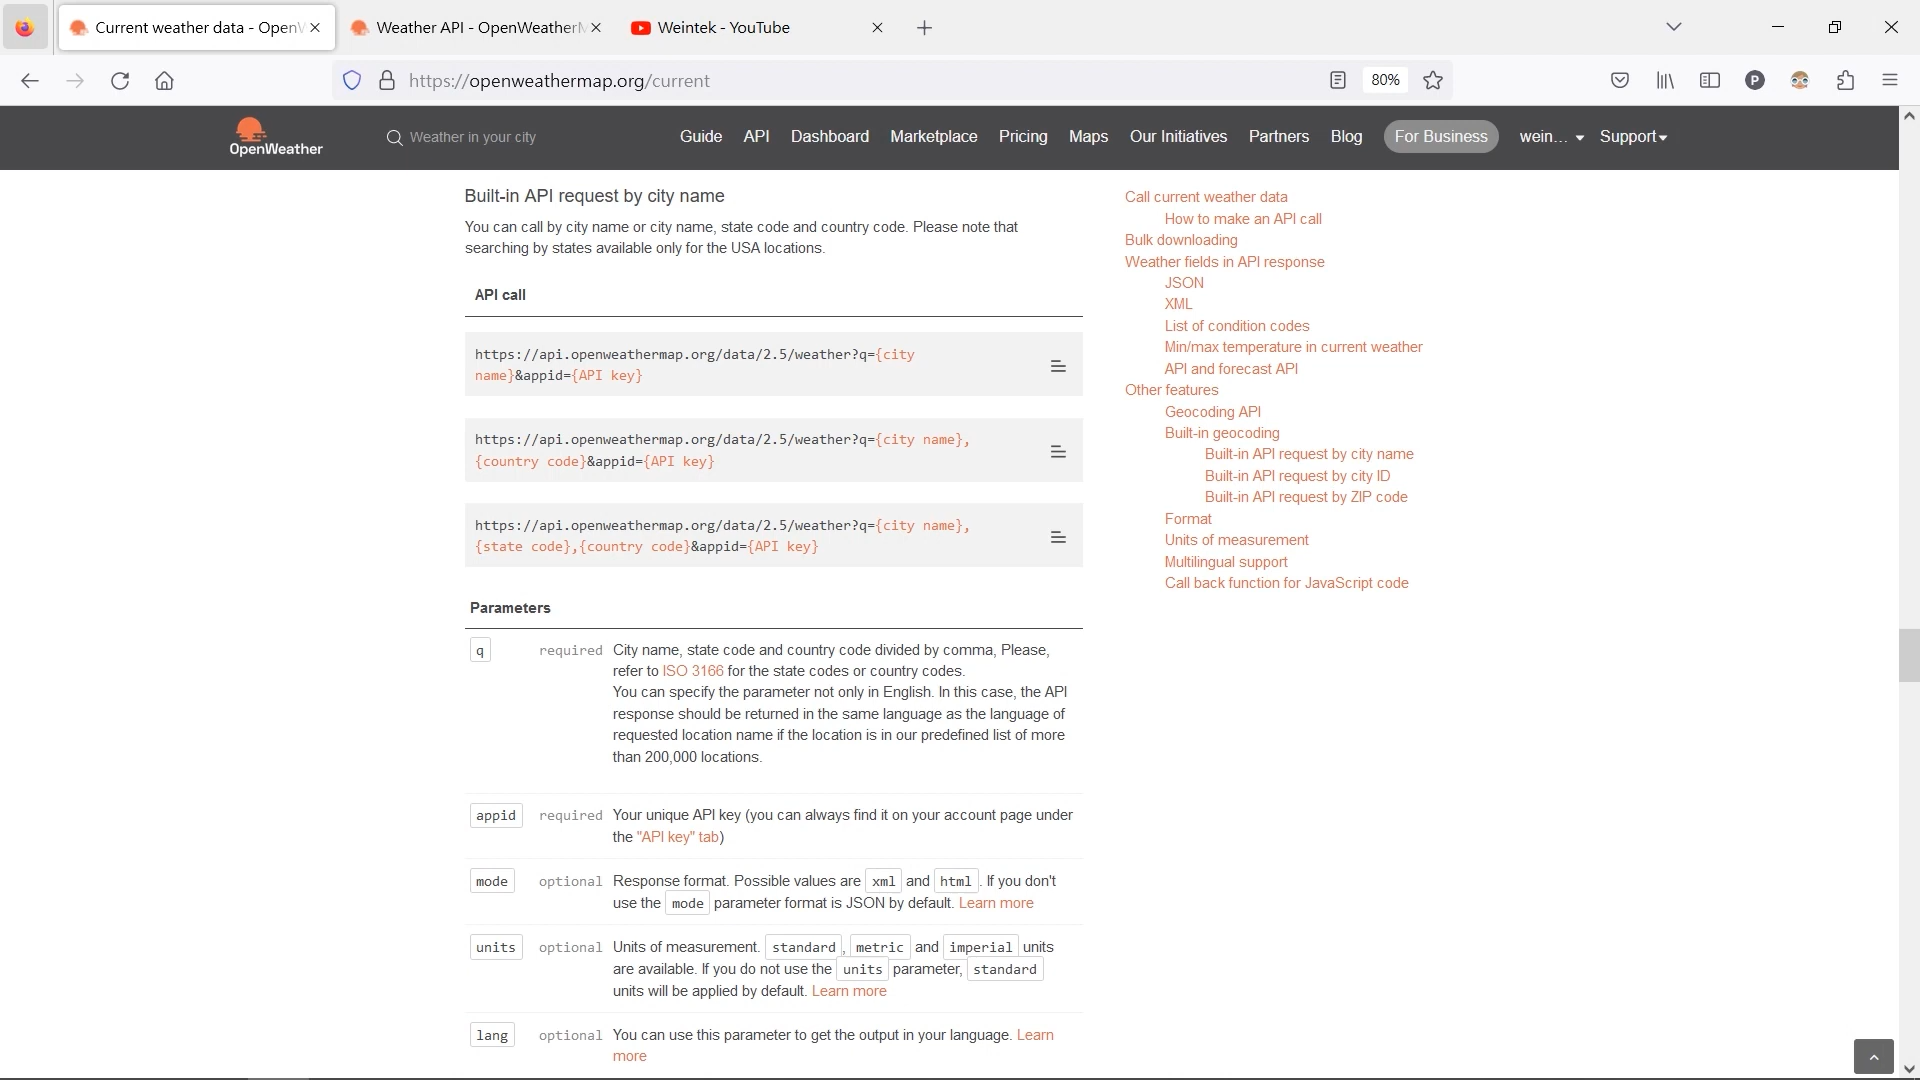 Current weather data - OpenW
Weather API - OpenWeatherM
Weintek - YouTube
https://openweathermap.org/current
80%
P
OpenWeather
Weather in your city
Guide API Dashboard Marketplace Pricing Maps Our Initiatives Partners Blog For Business wein... Support
Built-in API request by city name
You can call by city name or city name, state code and country code. Please note that
searching by states available only for the USA locations.
API call
https://api.openweathermap.org/data/2.5/weather?q={city
name}&appid={API key}
https://api.openweathermap.org/data/2.5/weather?q={city name},
{country code}&appid={API key}
https://api.openweathermap.org/data/2.5/weather?q={city name},
{state code},{country code}&appid={API key}
Parameters
q required City name, state code and country code divided by comma, Please,
refer to ISO 3166 for the state codes or country codes.
You can specify the parameter not only in English. In this case, the API
response should be returned in the same language as the language of
requested location name if the location is in our predefined list of more
than 200,000 locations.
appid required Your unique API key (you can always find it on your account page under
the "API key" tab)
mode optional Response format. Possible values are xml and html. If you don't
use the mode parameter format is JSON by default. Learn more
units optional Units of measurement. standard, metric and imperial units
are available. If you do not use the units parameter, standard
units will be applied by default. Learn more
lang optional You can use this parameter to get the output in your language. Learn
more
Call current weather data
How to make an API call
Bulk downloading
Weather fields in API response
JSON
XML
List of condition codes
Min/max temperature in current weather
API and forecast API
Other features
Geocoding API
Built-in geocoding
Built-in API request by city name
Built-in API request by city ID
Built-in API request by ZIP code
Format
Units of measurement
Multilingual support
Call back function for JavaScript code